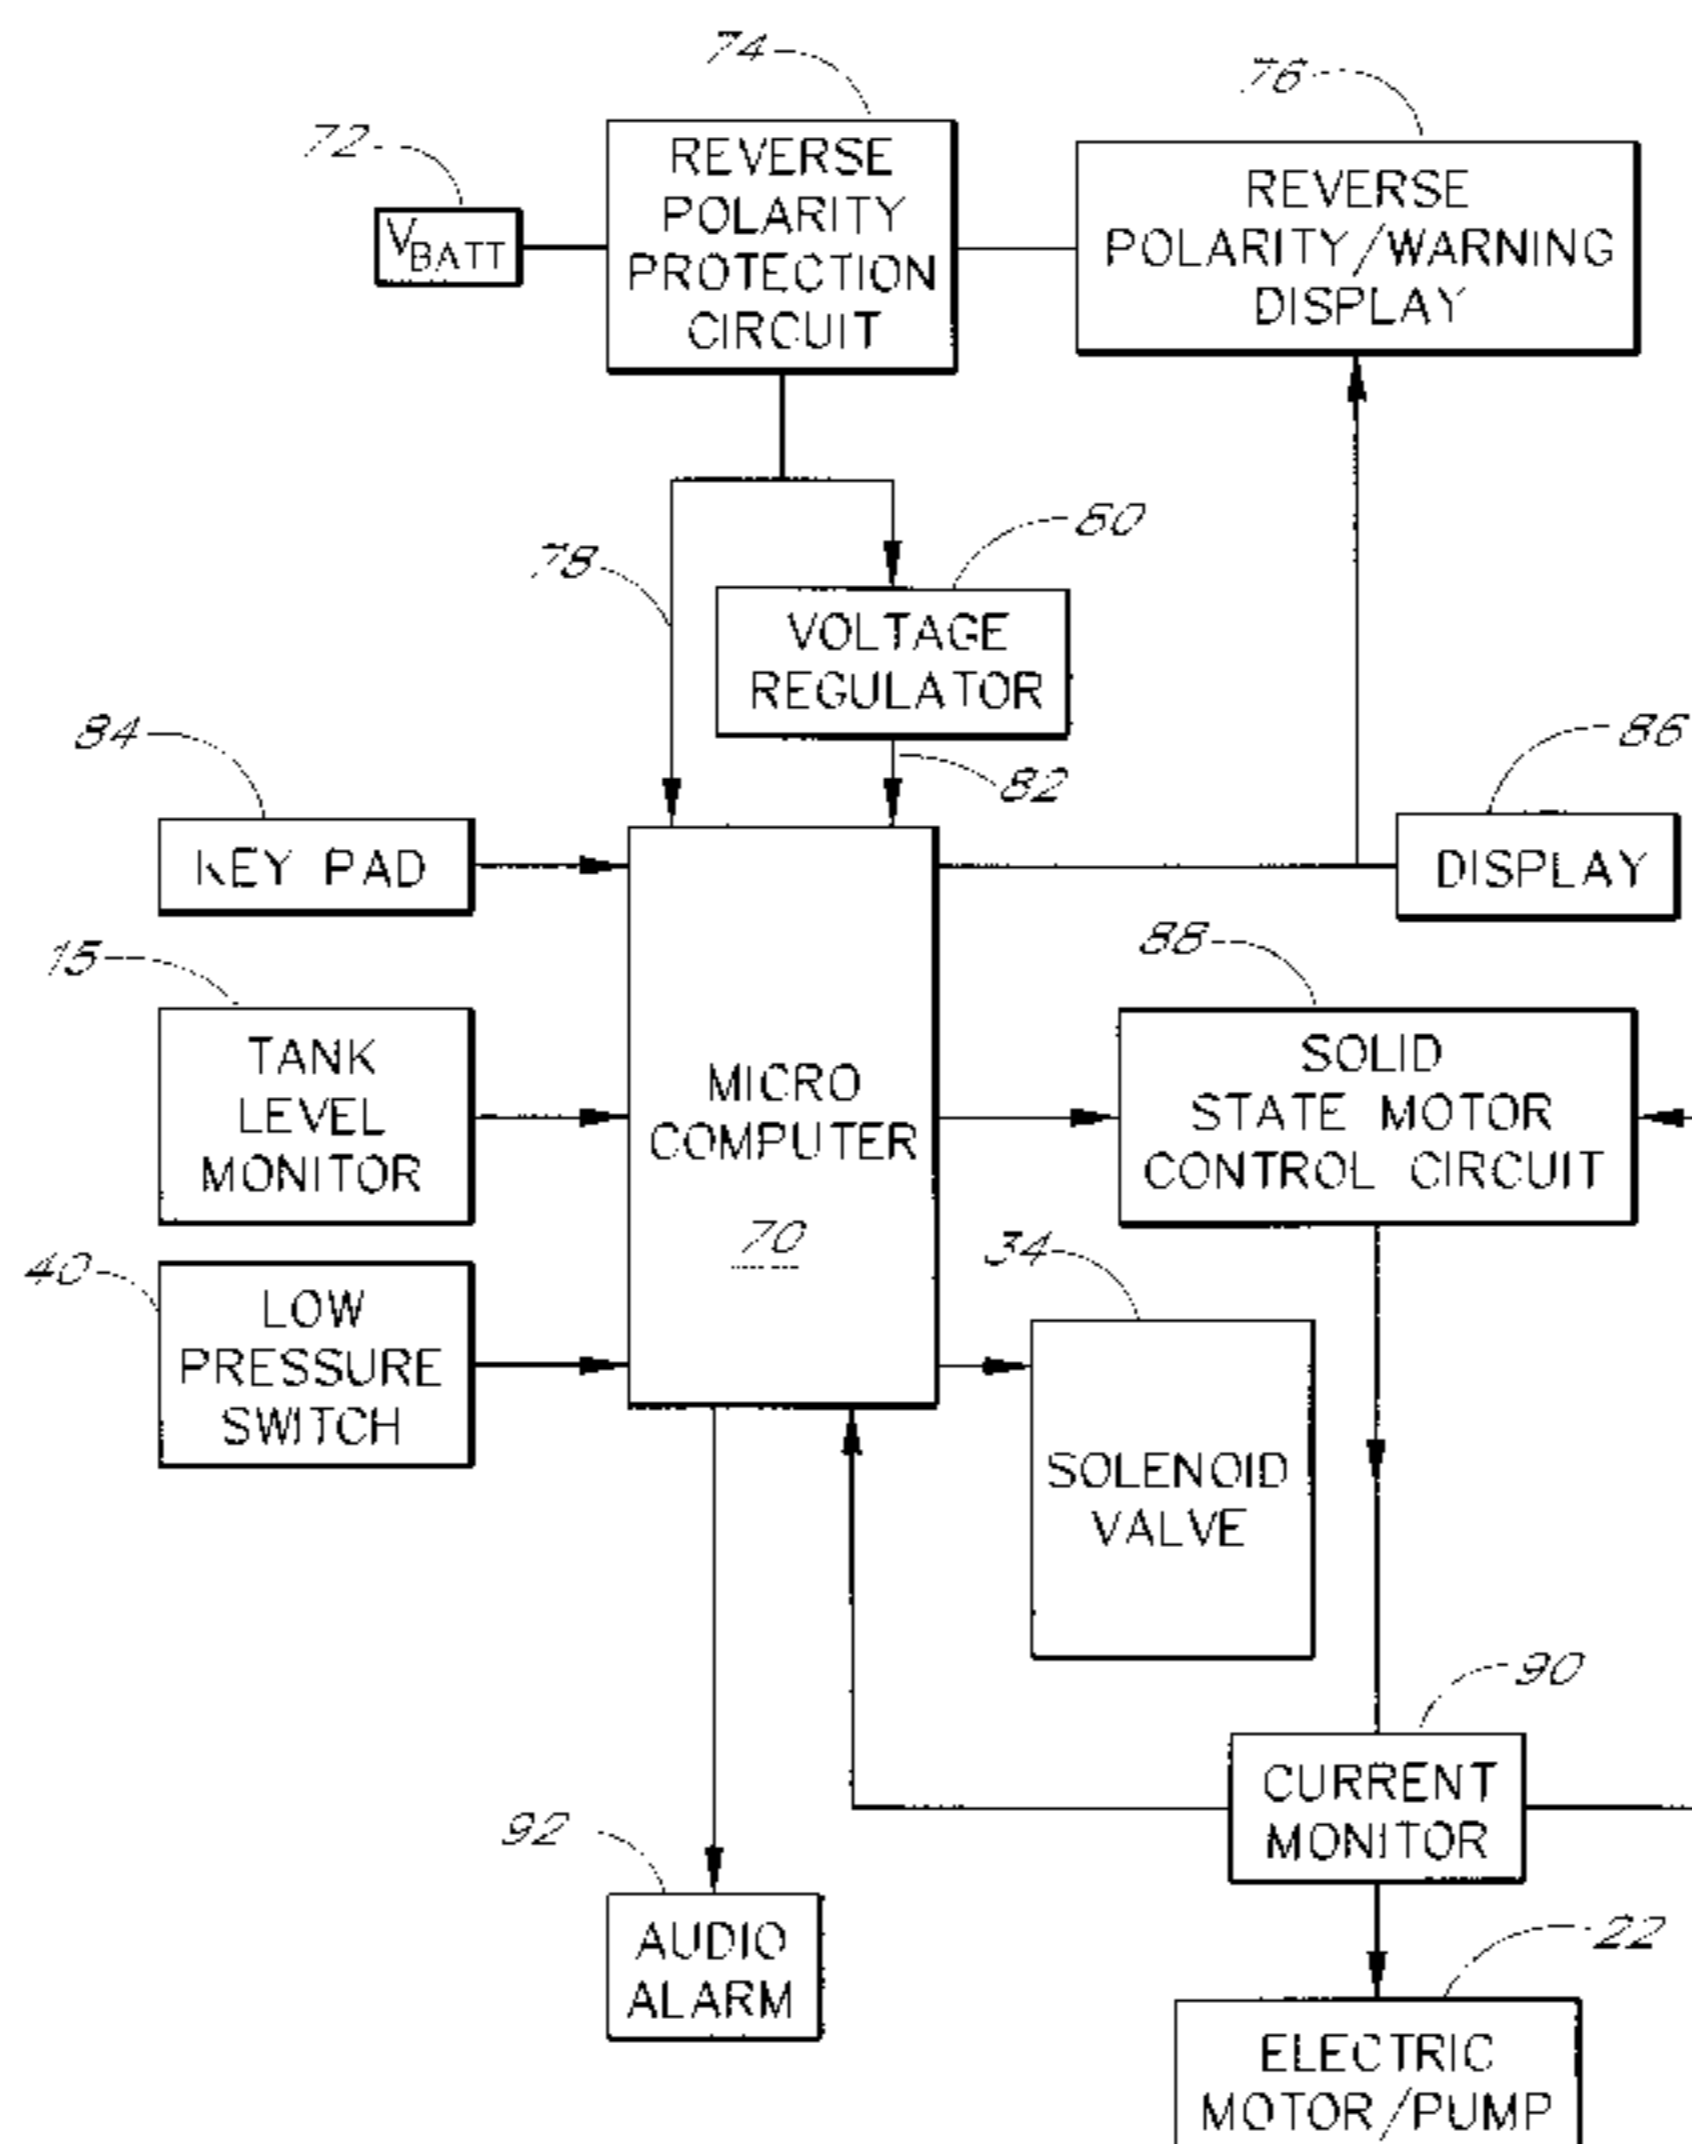 74
76
72
REVERSE
POLARITY
PROTECTION
CIRCUIT
REVERSE
POLARITY/WARNING
DISPLAY
VBATT
80
78
VOLTAGE
REGULATOR
84
82
86
KEY PAD
DISPLAY
15
88
TANK
LEVEL
MONITOR
MICRO
COMPUTER
70
SOLID
STATE MOTOR
CONTROL CIRCUIT
40
34
LOW
PRESSURE
SWITCH
SOLENOID
VALVE
90
CURRENT
MONITOR
92
AUDIO
ALARM
22
ELECTRIC
MOTOR/PUMP